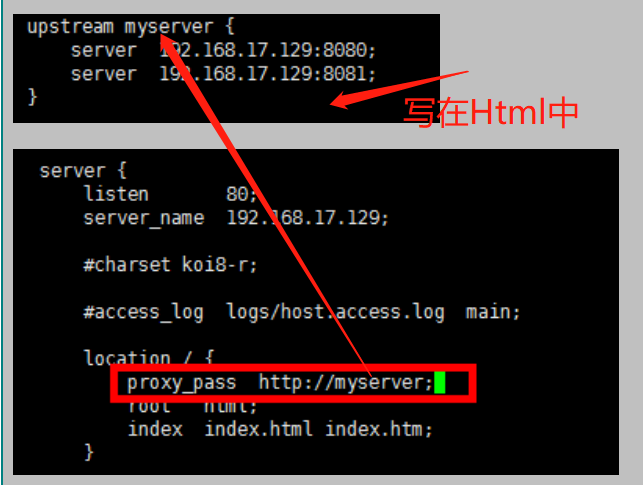 upstream myserver {
server 192.168.17.129:8080;
server 192.168.17.129:8081;
}
写在Html中
server {
listen 80;
server_name 192.168.17.129;
#charset koi8-r;
#access_log logs/host.access.log main;
location / {
proxy_pass http://myserver;
root html;
index index.html index.htm;
}